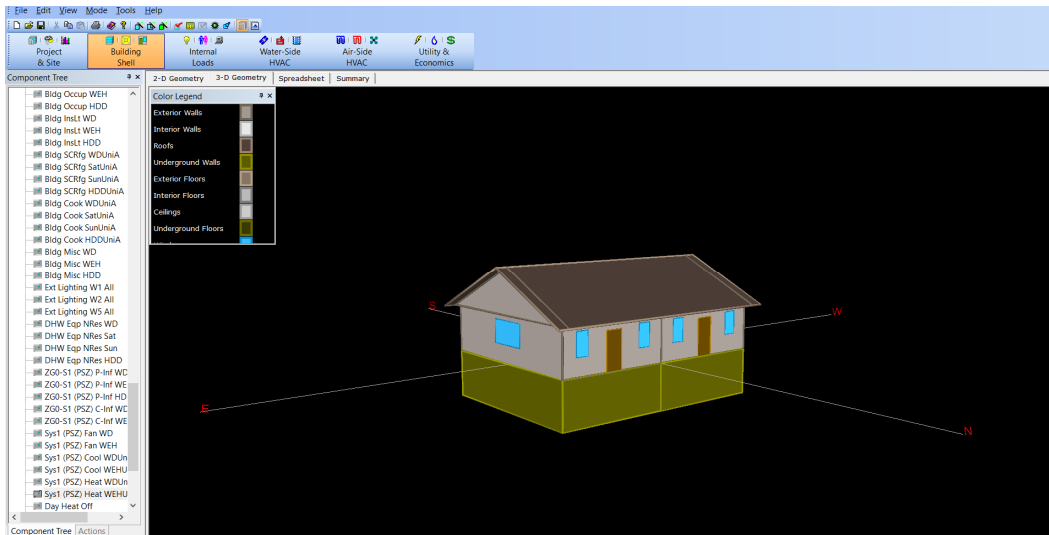 File Edit View Mode Tools Help
Project & Site
Building Shell
Internal Loads
Water-Side HVAC
Air-Side HVAC
Utility & Economics
Component Tree
2-D Geometry 3-D Geometry Spreadsheet Summary
Bldg Occup WEH
Bldg Occup HDD
Bldg InsLt WD
Bldg InsLt WEH
Bldg InsLt HDD
Bldg SCRfg WDUniA
Bldg SCRfg SatUniA
Bldg SCRfg SunUniA
Bldg SCRfg HDDUniA
Bldg Cook WDUniA
Bldg Cook SatUniA
Bldg Cook SunUniA
Bldg Cook HDDUniA
Bldg Misc WD
Bldg Misc WEH
Bldg Misc HDD
Ext Lighting W1 All
Ext Lighting W2 All
Ext Lighting W5 All
DHW Eqp NRes WD
DHW Eqp NRes Sat
DHW Eqp NRes Sun
DHW Eqp NRes HDD
ZG0-S1 (PSZ) P-Inf WD
ZG0-S1 (PSZ) P-Inf WE
ZG0-S1 (PSZ) P-Inf HD
ZG0-S1 (PSZ) C-Inf WD
ZG0-S1 (PSZ) C-Inf WE
Sys1 (PSZ) Fan WD
Sys1 (PSZ) Fan WEH
Sys1 (PSZ) Cool WDUn
Sys1 (PSZ) Cool WEHU
Sys1 (PSZ) Heat WDUn
Sys1 (PSZ) Heat WEHU
Day Heat Off
Component Tree Actions
Color Legend
Exterior Walls
Interior Walls
Roofs
Underground Walls
Exterior Floors
Interior Floors
Ceilings
Underground Floors
S
W
E
N